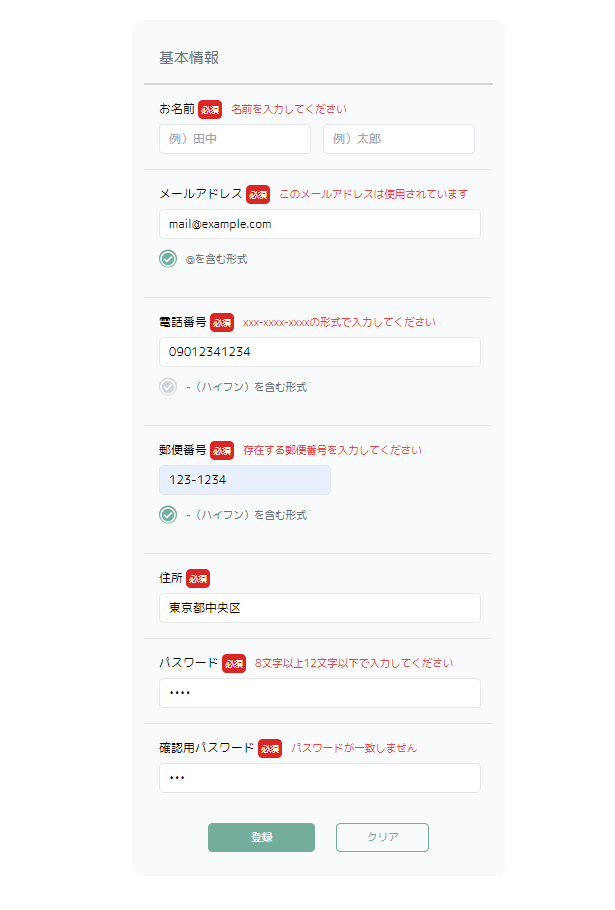 基本情報
お名前 必須 名前を入力してください
例）田中 例）太郎
メールアドレス 必須 このメールアドレスは使用されています
mail@example.com
@を含む形式
電話番号 必須 xxx-xxxx-xxxxの形式で入力してください
09012341234
-（ハイフン）を含む形式
郵便番号 必須 存在する郵便番号を入力してください
123-1234
-（ハイフン）を含む形式
住所 必須
東京都中央区
パスワード 必須 8文字以上12文字以下で入力してください
••••
確認用パスワード 必須 パスワードが一致しません
•••
登録 クリア